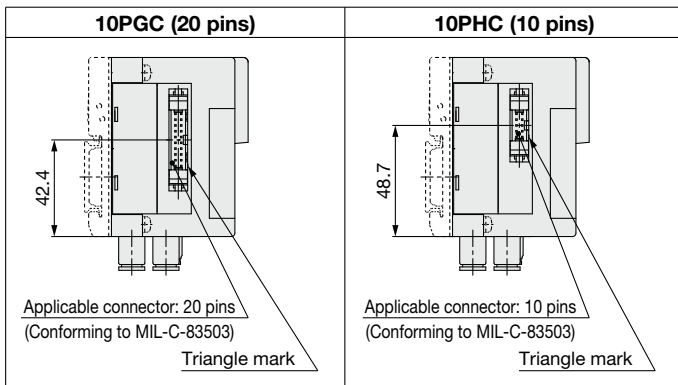 10PGC (20 pins)
42.4
Applicable connector: 20 pins
(Conforming to MIL-C-83503)
Triangle mark
10PHC (10 pins)
48.7
Applicable connector: 10 pins
(Conforming to MIL-C-83503)
Triangle mark